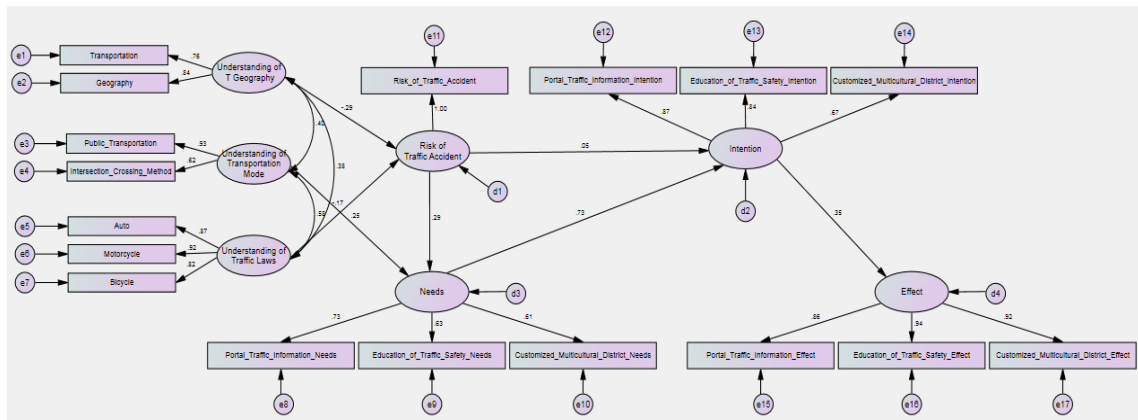 e11
e12
e13
e14
e1
Transportation
.76
Understanding of
T Geography
e2
Geography
.84
Risk_of_Traffic_Accident
Portal_Traffic_Information_Intention
Education_of_Traffic_Safety_Intention
Customized_Multicultural_District_Intention
-.29
1.00
.87
.84
.67
.40
e3
Public_Transportation
.93
Understanding of
Transportation
Mode
e4
Intersection_Crossing_Method
.62
Risk of
Traffic Accident
.05
Intention
.38
d1
d2
.58
-.17
.25
.29
.73
.35
e5
Auto
.87
e6
Motorcycle
.92
Understanding of
Traffic Laws
e7
Bicycle
.82
Needs
d3
Effect
d4
.73
.63
.61
.86
.94
.92
Portal_Traffic_Information_Needs
Education_of_Traffic_Safety_Needs
Customized_Multicultural_District_Needs
Portal_Traffic_Information_Effect
Education_of_Traffic_Safety_Effect
Customized_Multicultural_District_Effect
e8
e9
e10
e15
e16
e17